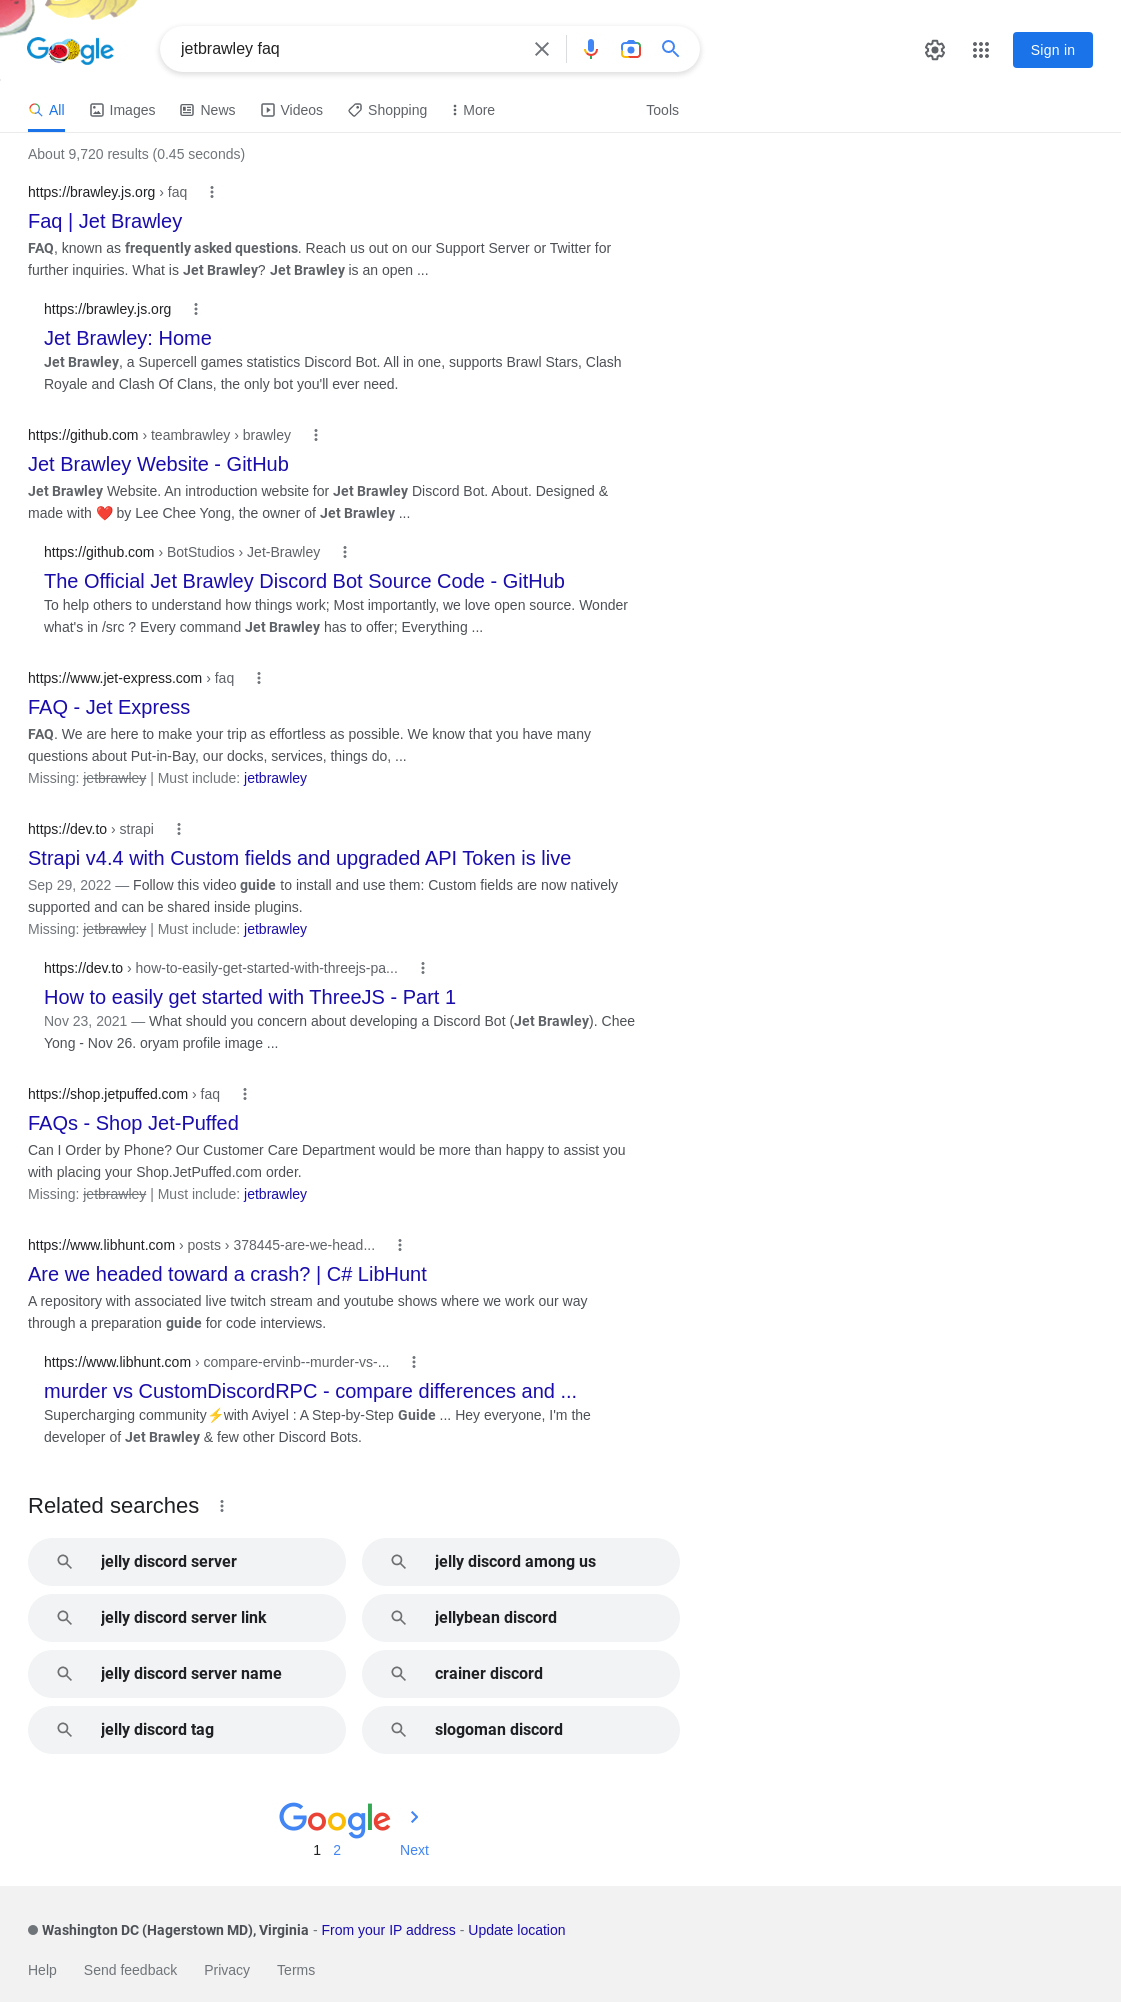 Google
jetbrawley faq
Sign in
All Images News Videos Shopping More Tools
About 9,720 results (0.45 seconds)
https://brawley.js.org › faq
Faq | Jet Brawley
FAQ, known as frequently asked questions. Reach us out on our Support Server or Twitter for
further inquiries. What is Jet Brawley? Jet Brawley is an open ...
https://brawley.js.org
Jet Brawley: Home
Jet Brawley, a Supercell games statistics Discord Bot. All in one, supports Brawl Stars, Clash
Royale and Clash Of Clans, the only bot you'll ever need.
https://github.com › teambrawley › brawley
Jet Brawley Website - GitHub
Jet Brawley Website. An introduction website for Jet Brawley Discord Bot. About. Designed &
made with ❤️ by Lee Chee Yong, the owner of Jet Brawley ...
https://github.com › BotStudios › Jet-Brawley
The Official Jet Brawley Discord Bot Source Code - GitHub
To help others to understand how things work; Most importantly, we love open source. Wonder
what's in /src ? Every command Jet Brawley has to offer; Everything ...
https://www.jet-express.com › faq
FAQ - Jet Express
FAQ. We are here to make your trip as effortless as possible. We know that you have many
questions about Put-in-Bay, our docks, services, things do, ...
Missing: jetbrawley | Must include: jetbrawley
https://dev.to › strapi
Strapi v4.4 with Custom fields and upgraded API Token is live
Sep 29, 2022 — Follow this video guide to install and use them: Custom fields are now natively
supported and can be shared inside plugins.
Missing: jetbrawley | Must include: jetbrawley
https://dev.to › how-to-easily-get-started-with-threejs-pa...
How to easily get started with ThreeJS - Part 1
Nov 23, 2021 — What should you concern about developing a Discord Bot (Jet Brawley). Chee
Yong - Nov 26. oryam profile image ...
https://shop.jetpuffed.com › faq
FAQs - Shop Jet-Puffed
Can I Order by Phone? Our Customer Care Department would be more than happy to assist you
with placing your Shop.JetPuffed.com order.
Missing: jetbrawley | Must include: jetbrawley
https://www.libhunt.com › posts › 378445-are-we-head...
Are we headed toward a crash? | C# LibHunt
A repository with associated live twitch stream and youtube shows where we work our way
through a preparation guide for code interviews.
https://www.libhunt.com › compare-ervinb--murder-vs-...
murder vs CustomDiscordRPC - compare differences and ...
Supercharging community⚡with Aviyel : A Step-by-Step Guide ... Hey everyone, I'm the
developer of Jet Brawley & few other Discord Bots.
Related searches
jelly discord server
jelly discord among us
jelly discord server link
jellybean discord
jelly discord server name
crainer discord
jelly discord tag
slogoman discord
Google
1 2 Next
Washington DC (Hagerstown MD), Virginia - From your IP address - Update location
Help Send feedback Privacy Terms